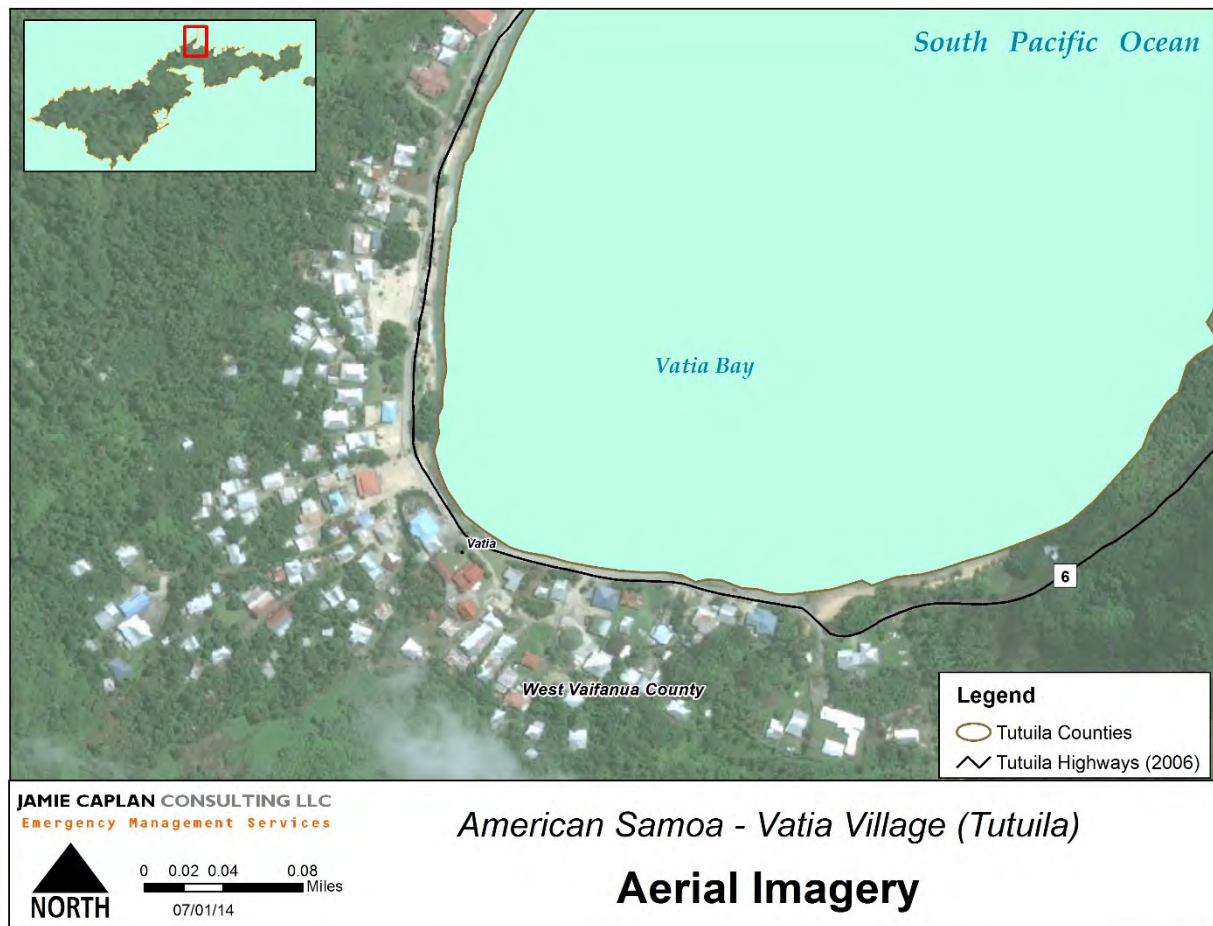 South Pacific Ocean
Vatia Bay
Vatia
6
West Vaifanua County
Legend
Tutuila Counties
Tutuila Highways (2006)
JAMIE CAPLAN CONSULTING LLC
Emergency Management Services
NORTH
0 0.02 0.04 0.08
Miles
07/01/14
American Samoa - Vatia Village (Tutuila)
Aerial Imagery